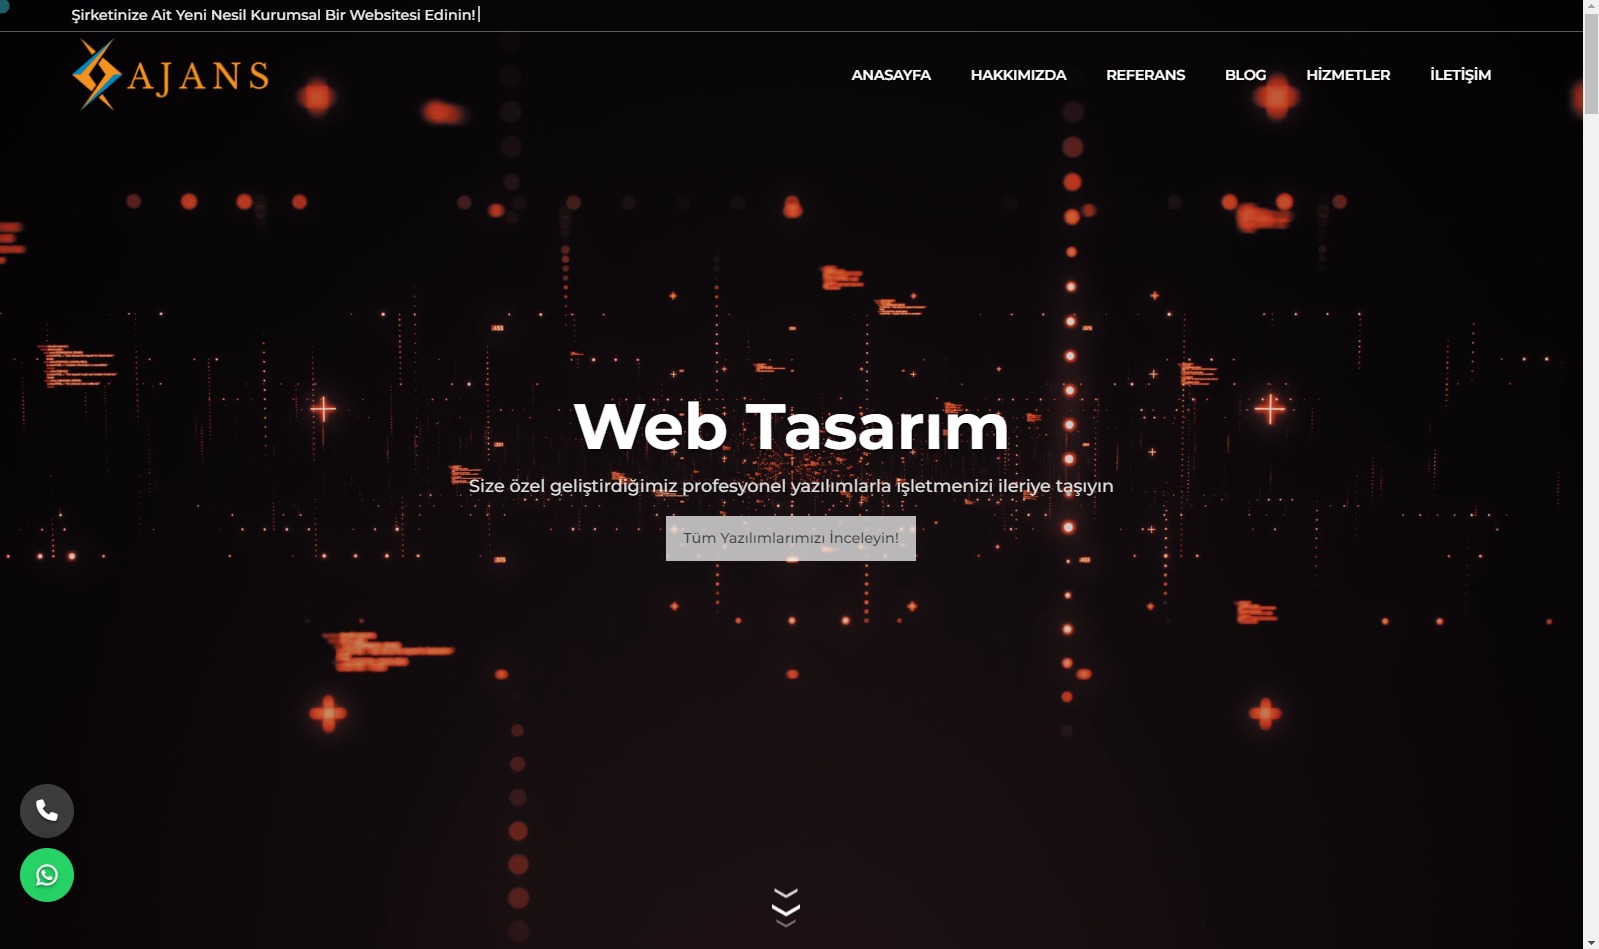 Şirketinize Ait Yeni Nesil Kurumsal Bir Websitesi Edinin!|
AJANS
ANASAYFA
HAKKIMIZDA
REFERANS
BLOG
HİZMETLER
İLETİŞİM
Web Tasarım
Size özel geliştirdiğimiz profesyonel yazılımlarla işletmenizi ileriye taşıyın
Tüm Yazılımlarımızı İnceleyin!